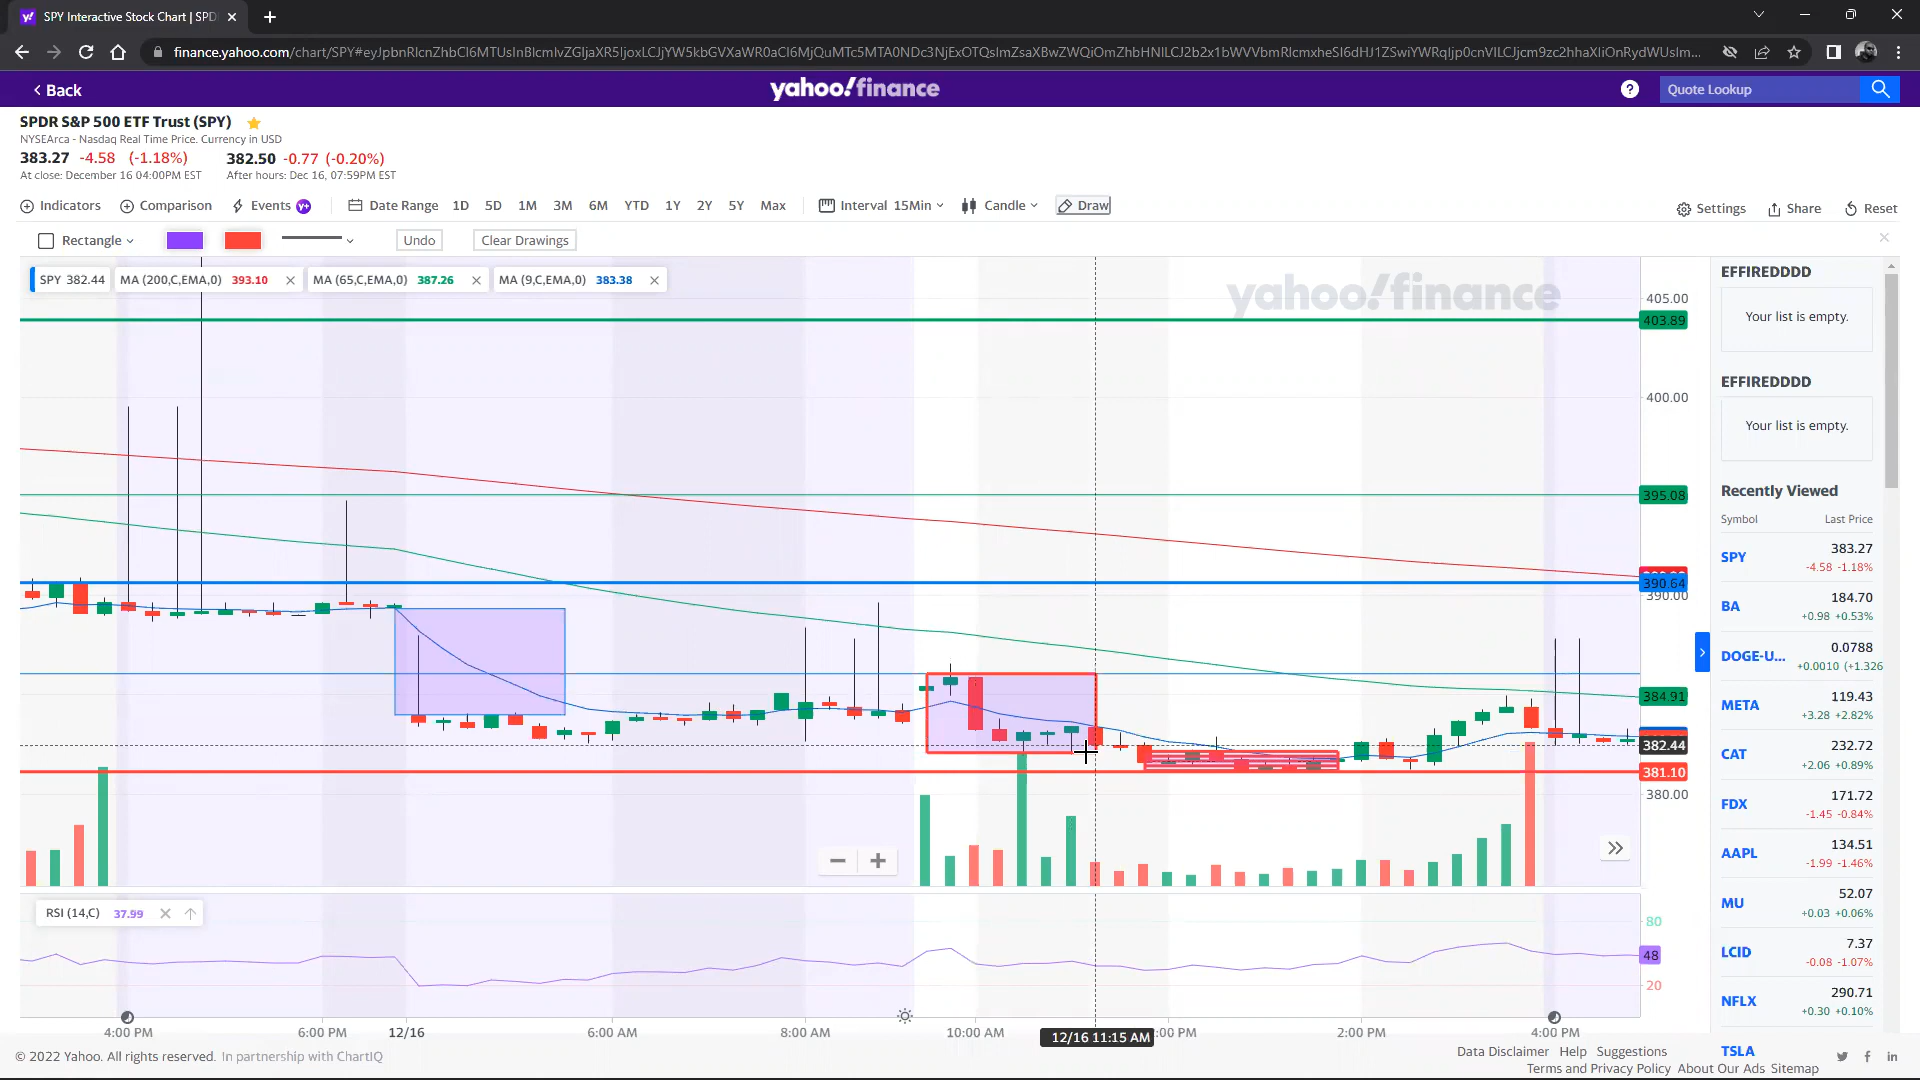 SPY Interactive Stock Chart | SPD
finance.yahoo.com
Back
yahoo!finance
?
Quote Lookup
SPDR S&P 500 ETF Trust (SPY)
NYSEArca - Nasdaq Real Time Price. Currency in USD
383.27 -4.58 (-1.18%) 382.50 -0.77 (-0.20%)
At close: December 16 04:00PM EST After hours: Dec 16, 07:59PM EST
Indicators Comparison Events y+ Date Range 1D 5D 1M 3M 6M YTD 1Y 2Y 5Y Max Interval 15Min Candle Draw Settings Share Reset
Rectangle Undo Clear Drawings
SPY 382.44 MA (200,C,EMA,0) 393.10 MA (65,C,EMA,0) 387.26 MA (9,C,EMA,0) 383.38
yahoo!finance
405.00
403.89
400.00
395.08
390.64
390.00
384.91
382.44
381.10
380.00
RSI (14,C) 37.99
80
48
20
4:00 PM 6:00 PM 12/16 6:00 AM 8:00 AM 10:00 AM 12/16 11:15 AM :00 PM 2:00 PM 4:00 PM
EFFIREDDDD
Your list is empty.
EFFIREDDDD
Your list is empty.
Recently Viewed
Symbol Last Price
SPY 383.27
-4.58 -1.18%
BA 184.70
+0.98 +0.53%
DOGE-U... 0.0788
+0.0010 (+1.326
META 119.43
+3.28 +2.82%
CAT 232.72
+2.06 +0.89%
FDX 171.72
-1.45 -0.84%
AAPL 134.51
-1.99 -1.46%
MU 52.07
+0.03 +0.06%
LCID 7.37
-0.08 -1.07%
NFLX 290.71
+0.30 +0.10%
TSLA
© 2022 Yahoo. All rights reserved. In partnership with ChartIQ
Data Disclaimer Help Suggestions
Terms and Privacy Policy About Our Ads Sitemap